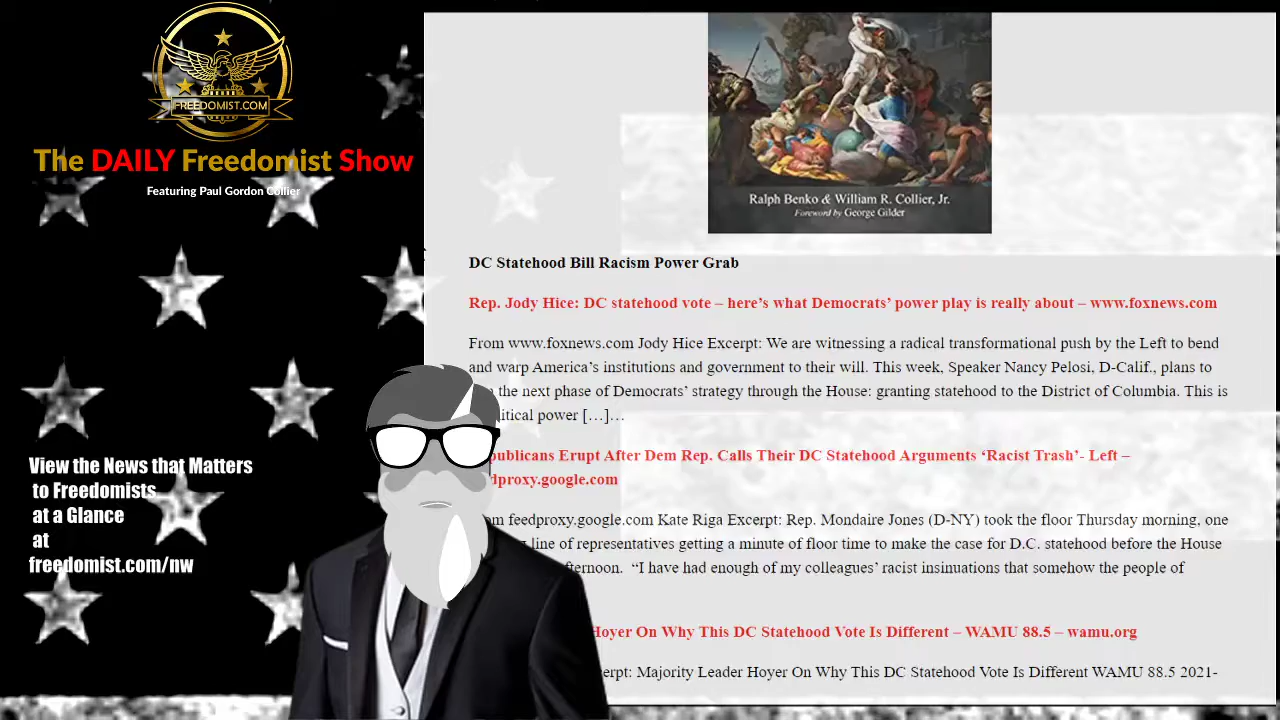 FREEDOMIST.COM
The DAILY Freedomist Show
Featuring Paul Gordon Collier
View the News that Matters
to Freedomists
at a Glance
at
freedomist.com/nw
Ralph Benko & William R. Collier, Jr.
Foreword by George Gilder
DC Statehood Bill Racism Power Grab
Rep. Jody Hice: DC statehood vote – here’s what Democrats’ power play is really about – www.foxnews.com
From www.foxnews.com Jody Hice Excerpt: We are witnessing a radical transformational push by the Left to bend
and warp America’s institutions and government to their will. This week, Speaker Nancy Pelosi, D-Calif., plans to
the next phase of Democrats’ strategy through the House: granting statehood to the District of Columbia. This is
power […]…
Erupt After Dem Rep. Calls Their DC Statehood Arguments ‘Racist Trash’- Left –
feedproxy.google.com Kate Riga Excerpt: Rep. Mondaire Jones (D-NY) took the floor Thursday morning, one
line of representatives getting a minute of floor time to make the case for D.C. statehood before the House
“I have had enough of my colleagues’ racist insinuations that somehow the people of
Hoyer On Why This DC Statehood Vote Is Different – WAMU 88.5 – wamu.org
Majority Leader Hoyer On Why This DC Statehood Vote Is Different WAMU 88.5 2021-